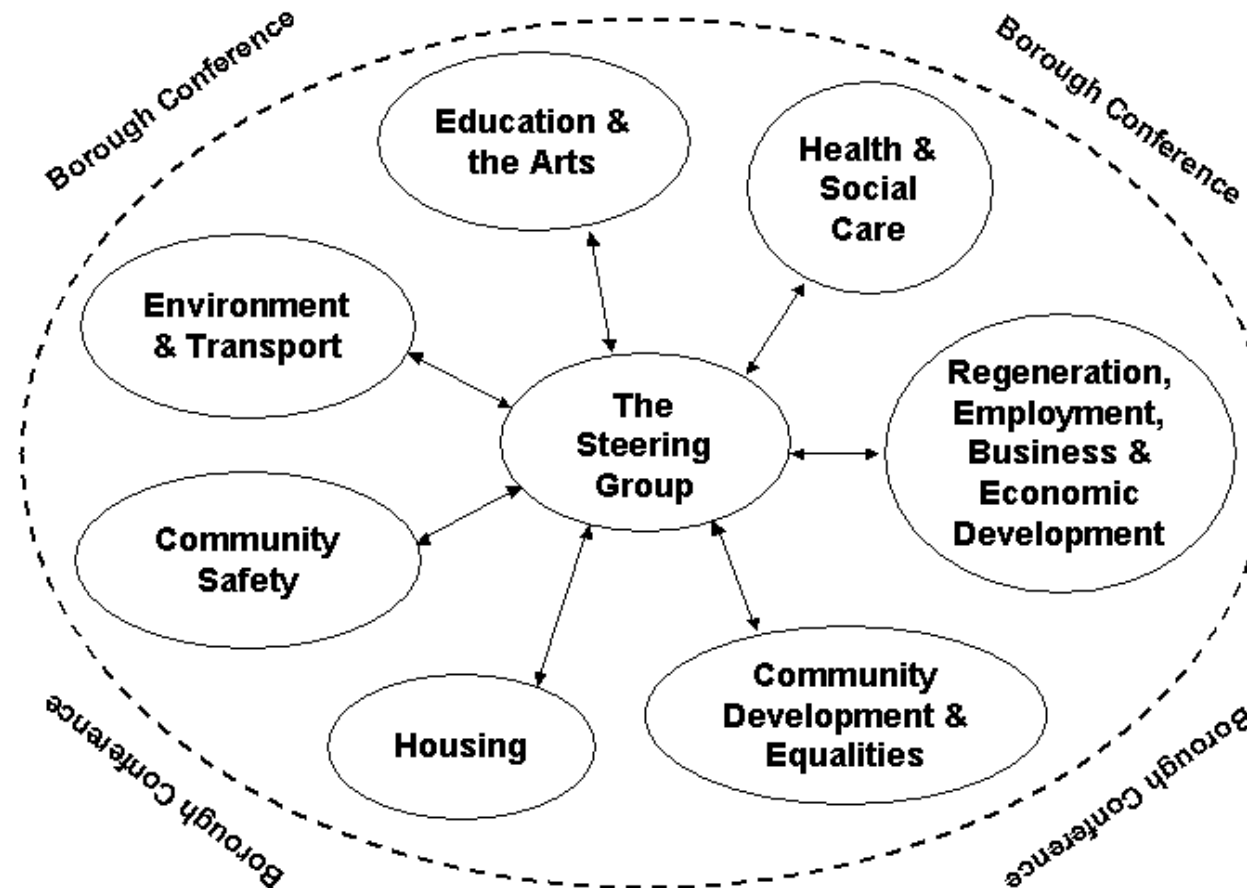 Borough Conference
Borough Conference
Education &
the Arts
Health &
Social
Care
Environment
& Transport
Regeneration,
Employment,
Business &
Economic
Development
The
Steering
Group
Community
Safety
Community
Development &
Equalities
Housing
Borough Conference
Borough Conference